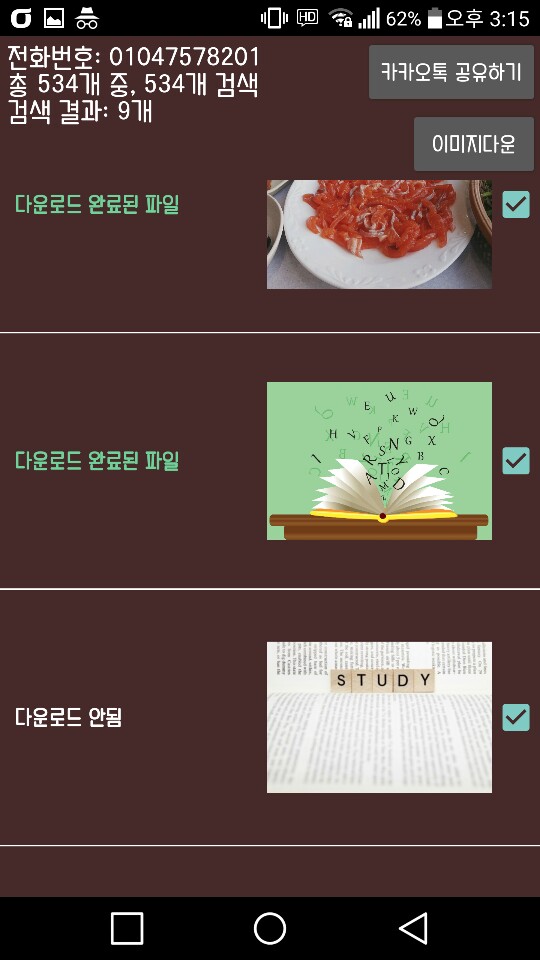 HD 62% 오후 3:15
전화번호: 01047578201
총 534개 중, 534개 검색
검색 결과: 9개
카카오톡 공유하기
이미지다운
다운로드 완료된 파일
다운로드 완료된 파일
다운로드 안됨
STUDY